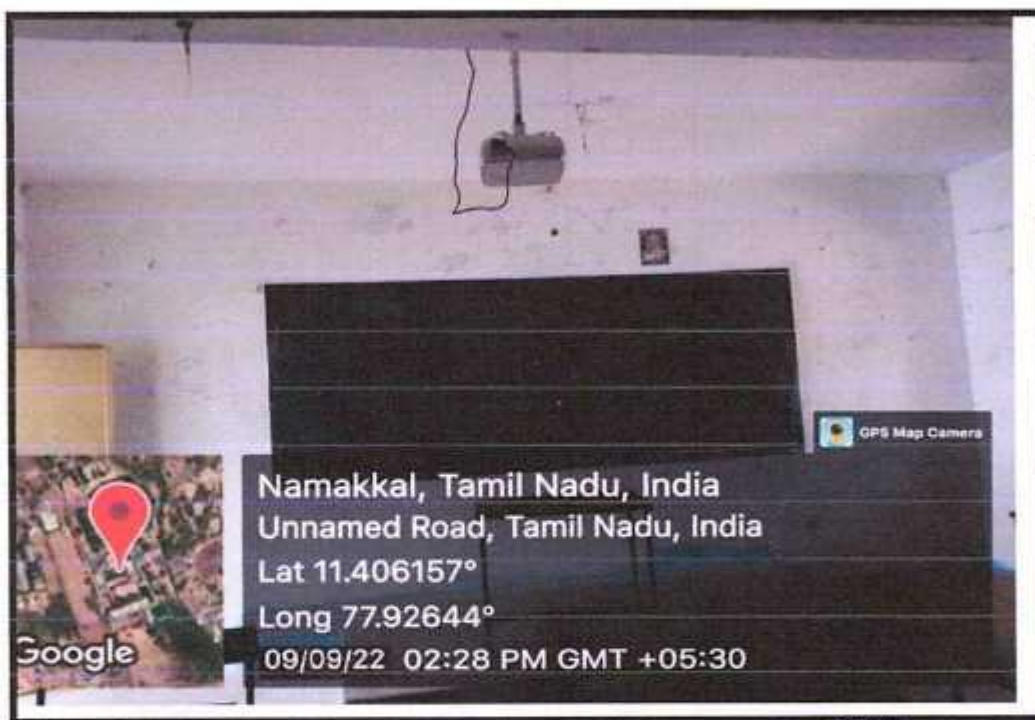 GPS Map Camera
Namakkal, Tamil Nadu, India
Unnamed Road, Tamil Nadu, India
Lat 11.406157°
Long 77.92644°
09/09/22 02:28 PM GMT +05:30
Google